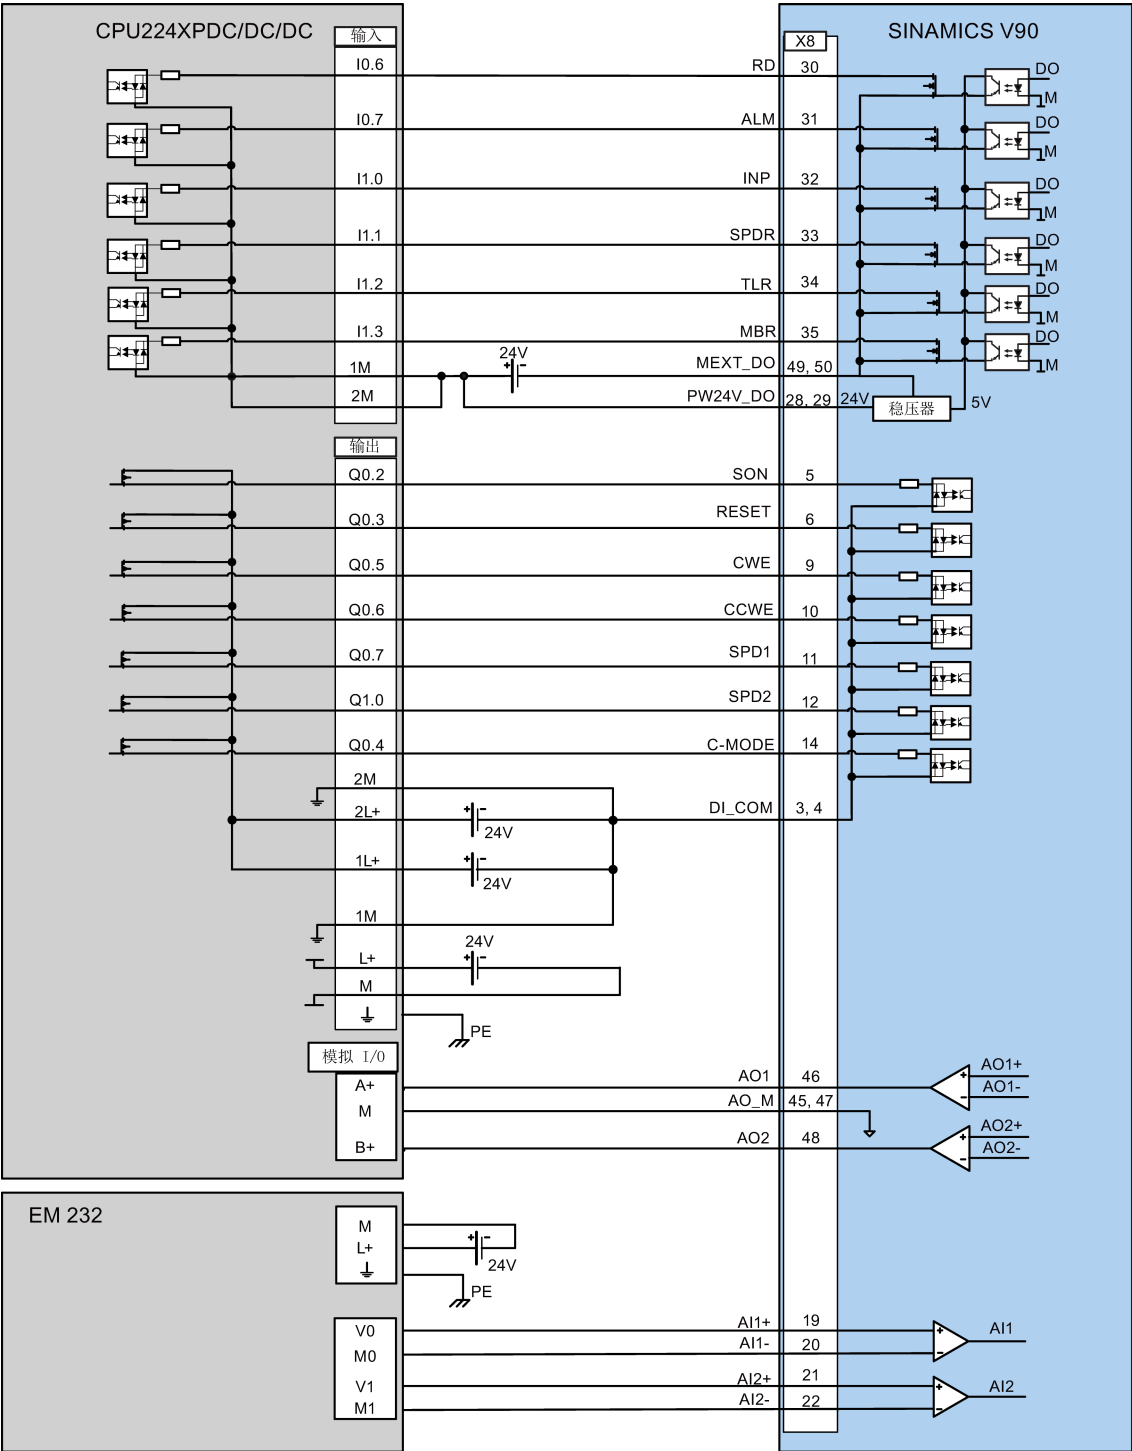 CPU224XPDC/DC/DC
SINAMICS V90
输入
X8
I0.6 RD 30 DO
M
I0.7 ALM 31 DO
M
I1.0 INP 32 DO
M
I1.1 SPDR 33 DO
M
I1.2 TLR 34 DO
M
I1.3 MBR 35 DO
M
24V
1M MEXT_DO 49, 50
2M PW24V_DO 28, 29 24V 稳压器 5V
输出
Q0.2 SON 5
Q0.3 RESET 6
Q0.5 CWE 9
Q0.6 CCWE 10
Q0.7 SPD1 11
Q1.0 SPD2 12
Q0.4 C-MODE 14
2M
2L+ 24V DI_COM 3, 4
1L+ 24V
1M
24V
L+
M
PE
模拟 I/O
A+ AO1 46 AO1+
AO1-
M AO_M 45, 47
B+ AO2 48 AO2+
AO2-
EM 232
M
L+ 24V
PE
V0 AI1+ 19 AI1
M0 AI1- 20
V1 AI2+ 21 AI2
M1 AI2- 22